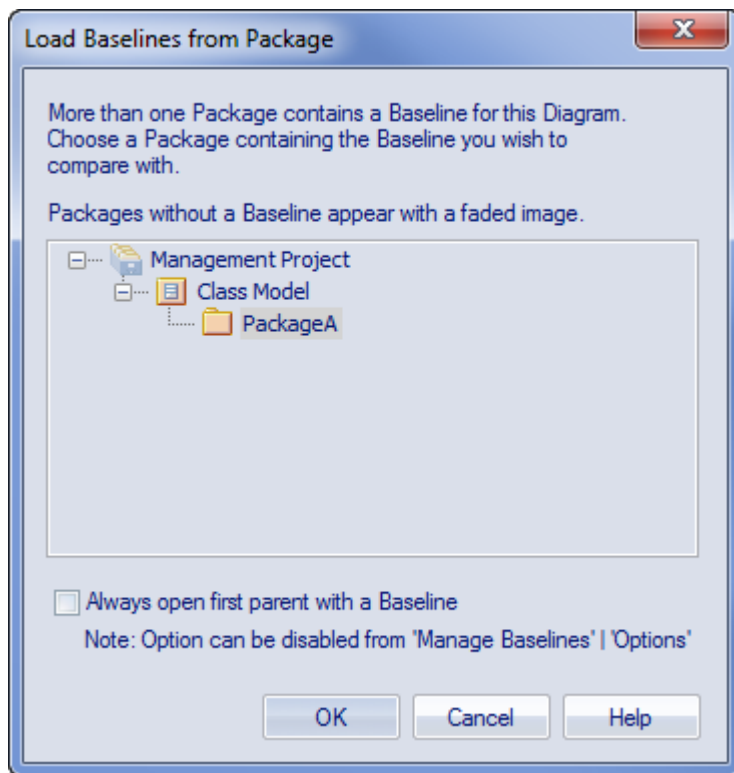 Load Baselines from Package
More than one Package contains a Baseline for this Diagram.
Choose a Package containing the Baseline you wish to
compare with.
Packages without a Baseline appear with a faded image.
Management Project
Class Model
PackageA
Always open first parent with a Baseline
Note: Option can be disabled from 'Manage Baselines' | 'Options'
OK Cancel Help